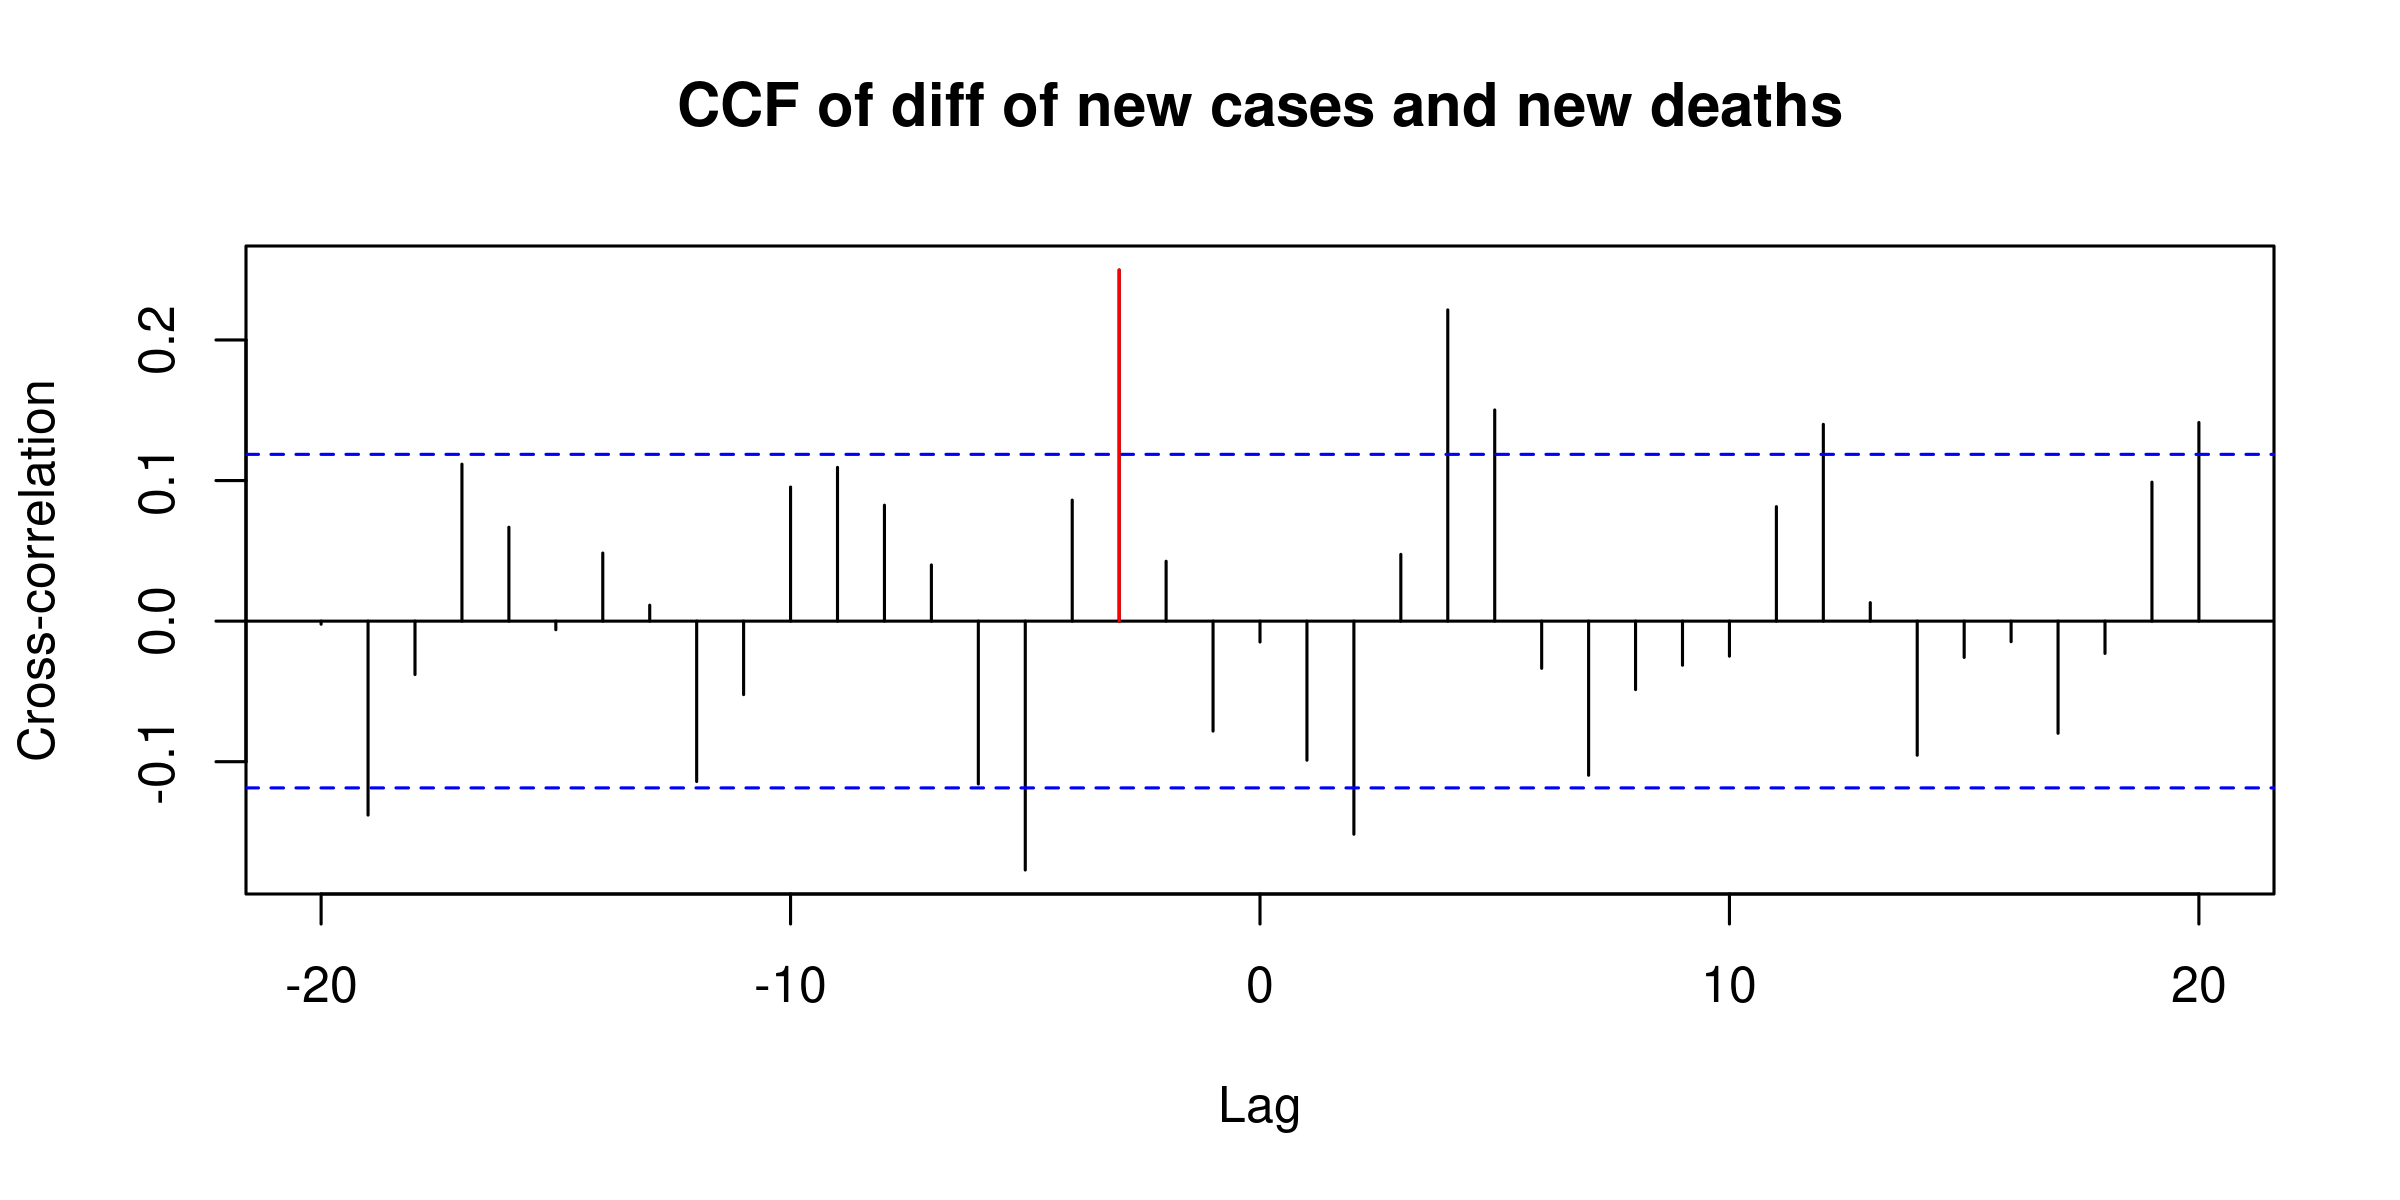 CCF of diff of new cases and new deaths
Cross-correlation
0.2
0.1
0.0
-0.1
-20 -10 0 10 20
Lag